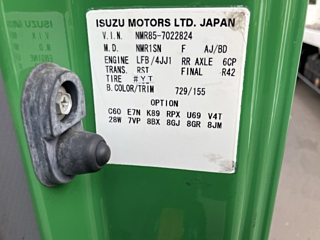 ISUZU MOTORS LTD. JAPAN
V.I.N. NMR85-7022824
M.D. NMR1SN F AJ/BD
ENGINE LFB/4JJ1 RR AXLE 6CP
TRANS. RST FINAL R42
TIRE #Y.T
B.COLOR/TRIM 729/155
OPTION
C60 E7N K89 RPX U69 V4T
28W 7VP 8BX 8GJ 8GR 8JM